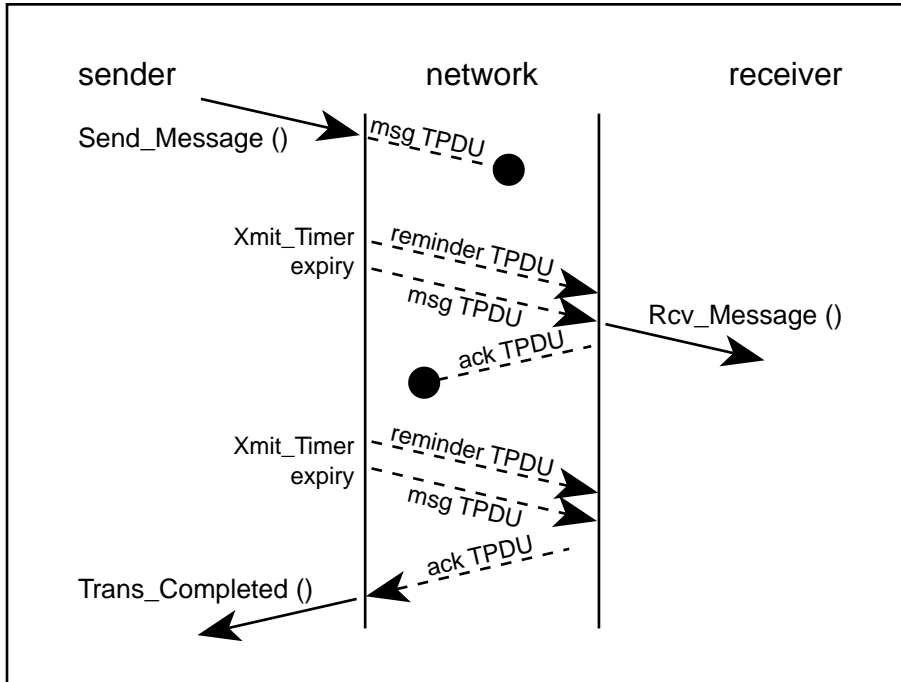 sender
network
receiver
Send_Message ()
msg TPDU
Xmit_Timer
expiry
reminder TPDU
msg TPDU
Rcv_Message ()
ack TPDU
Xmit_Timer
expiry
reminder TPDU
msg TPDU
ack TPDU
Trans_Completed ()